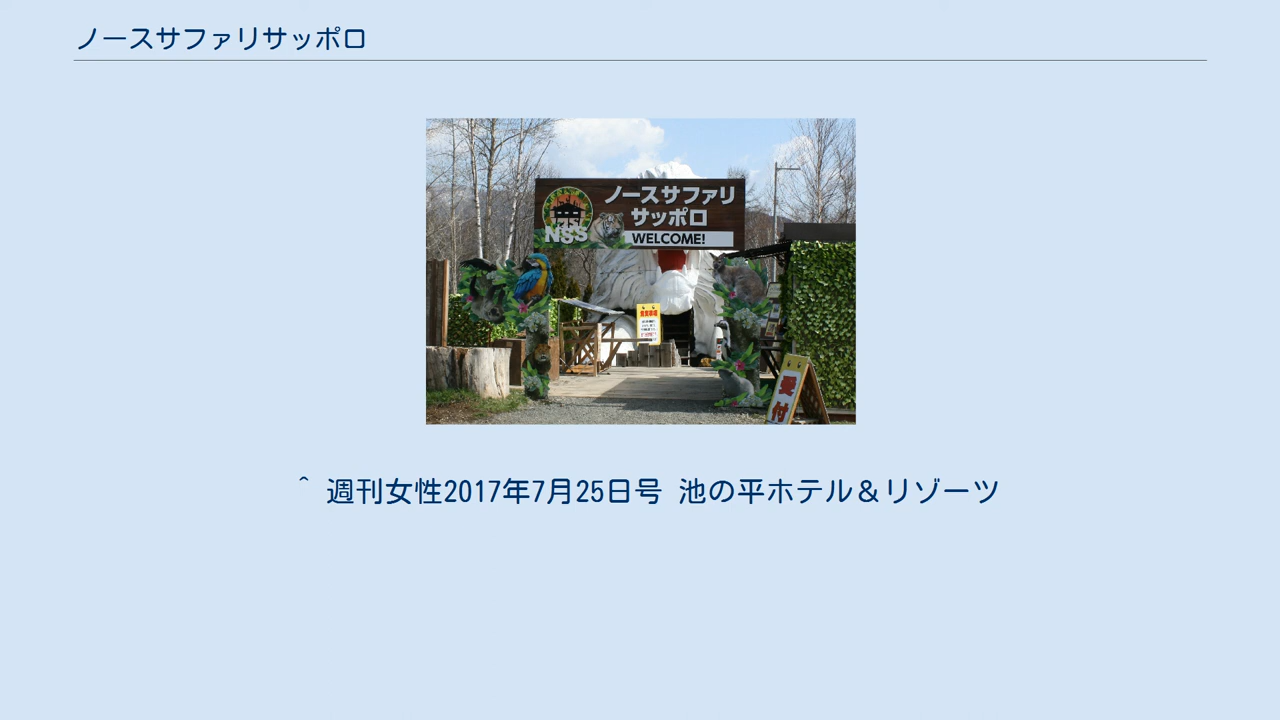 ノースサファリサッポロ
ノースサファリ
サッポロ
NSS
WELCOME!
受付
^ 週刊女性2017年7月25日号 池の平ホテル＆リゾーツ